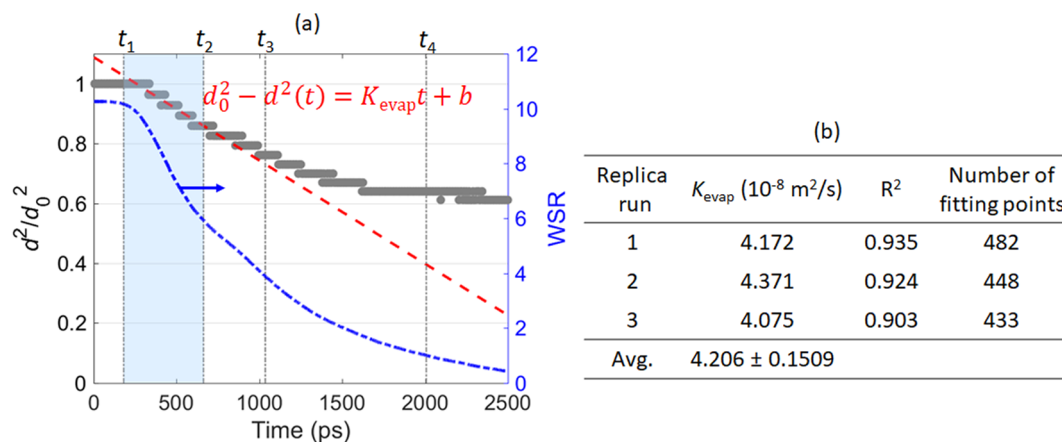 (a)
t₁ t₂ t₃ t₄
d₀² − d²(t) = K_evap t + b
1
0.8
0.6
0.4
0.2
0
d²/d₀²
12
10
8
6
4
2
0
WSR
0 500 1000 1500 2000 2500
Time (ps)
(b)
Replica run K_evap (10⁻⁸ m²/s) R² Number of fitting points
1 4.172 0.935 482
2 4.371 0.924 448
3 4.075 0.903 433
Avg. 4.206 ± 0.1509